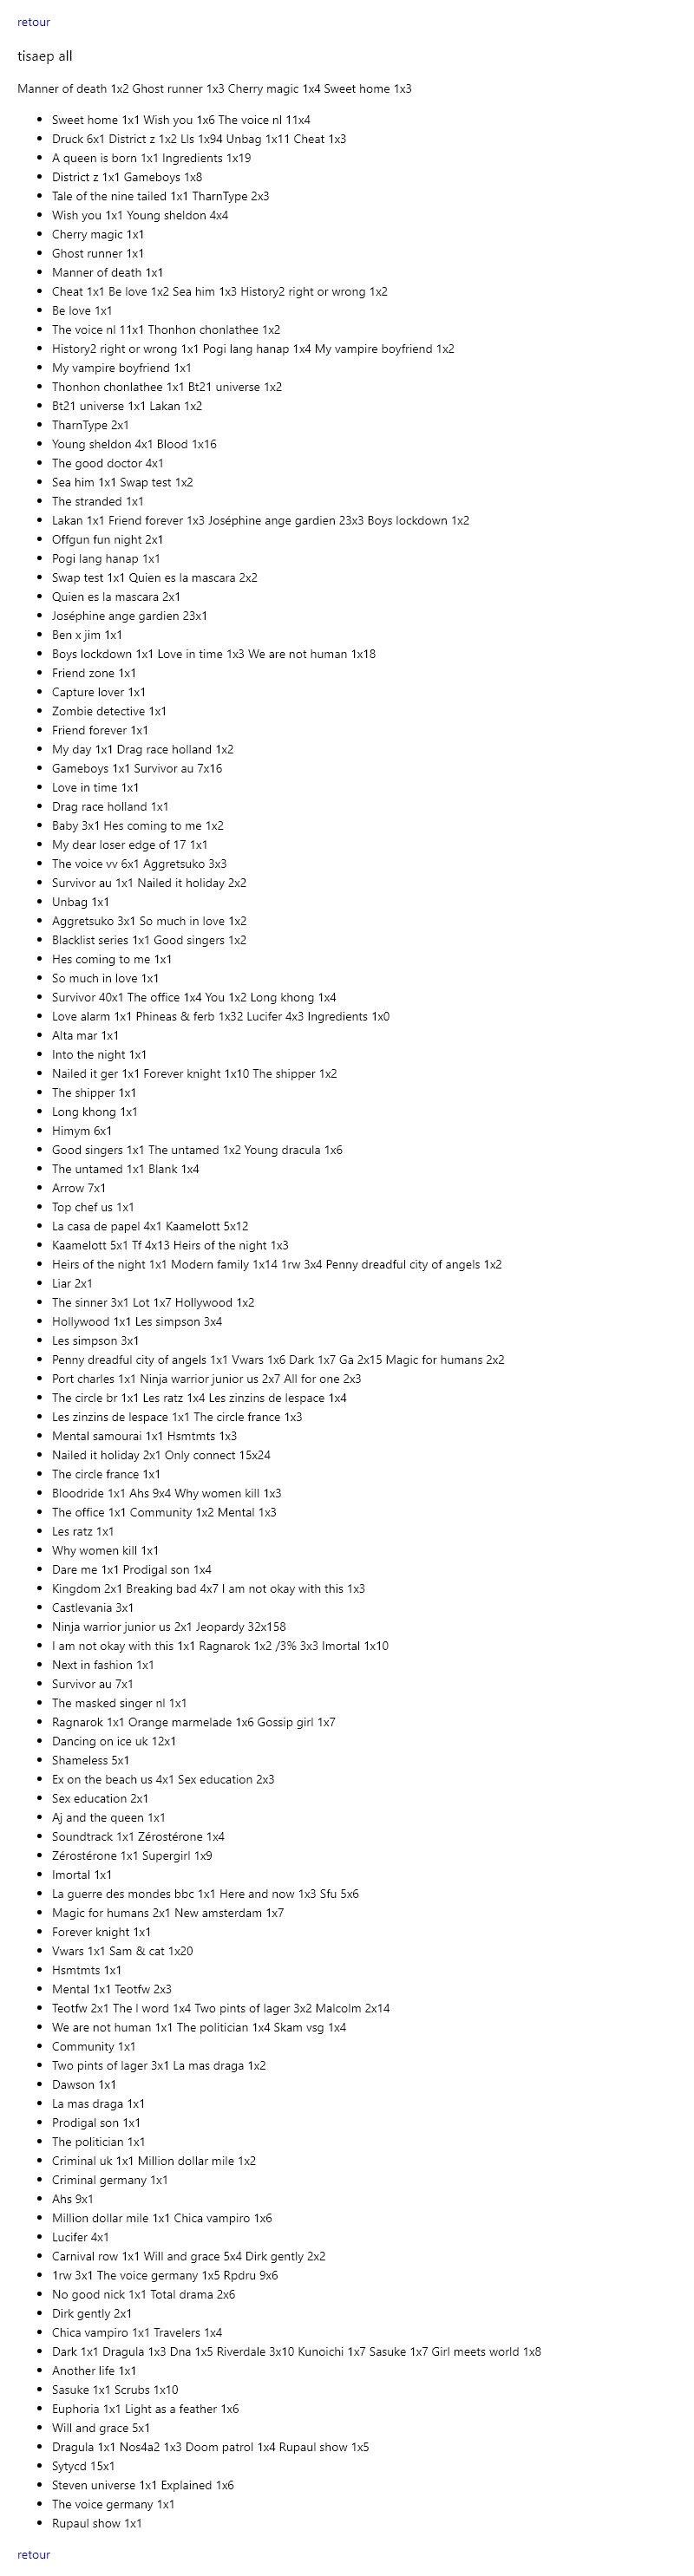 retour
tisaep all
Manner of death 1x2 Ghost runner 1x3 Cherry magic 1x4 Sweet home 1x3
Sweet home 1x1 Wish you 1x6 The voice nl 11x4
Druck 6x1 District z 1x2 Lls 1x94 Unbag 1x11 Cheat 1x3
A queen is born 1x1 Ingredients 1x19
District z 1x1 Gameboys 1x8
Tale of the nine tailed 1x1 TharnType 2x3
Wish you 1x1 Young sheldon 4x4
Cherry magic 1x1
Ghost runner 1x1
Manner of death 1x1
Cheat 1x1 Be love 1x2 Sea him 1x3 History2 right or wrong 1x2
Be love 1x1
The voice nl 11x1 Thonhon chonlathee 1x2
History2 right or wrong 1x1 Pogi lang hanap 1x4 My vampire boyfriend 1x2
My vampire boyfriend 1x1
Thonhon chonlathee 1x1 Bt21 universe 1x2
Bt21 universe 1x1 Lakan 1x2
TharnType 2x1
Young sheldon 4x1 Blood 1x16
The good doctor 4x1
Sea him 1x1 Swap test 1x2
The stranded 1x1
Lakan 1x1 Friend forever 1x3 Joséphine ange gardien 23x3 Boys lockdown 1x2
Offgun fun night 2x1
Pogi lang hanap 1x1
Swap test 1x1 Quien es la mascara 2x2
Quien es la mascara 2x1
Joséphine ange gardien 23x1
Ben x jim 1x1
Boys lockdown 1x1 Love in time 1x3 We are not human 1x18
Friend zone 1x1
Capture lover 1x1
Zombie detective 1x1
Friend forever 1x1
My day 1x1 Drag race holland 1x2
Gameboys 1x1 Survivor au 7x16
Love in time 1x1
Drag race holland 1x1
Baby 3x1 Hes coming to me 1x2
My dear loser edge of 17 1x1
The voice vv 6x1 Aggretsuko 3x3
Survivor au 1x1 Nailed it holiday 2x2
Unbag 1x1
Aggretsuko 3x1 So much in love 1x2
Blacklist series 1x1 Good singers 1x2
Hes coming to me 1x1
So much in love 1x1
Survivor 40x1 The office 1x4 You 1x2 Long khong 1x4
Love alarm 1x1 Phineas & ferb 1x32 Lucifer 4x3 Ingredients 1x0
Alta mar 1x1
Into the night 1x1
Nailed it ger 1x1 Forever knight 1x10 The shipper 1x2
The shipper 1x1
Long khong 1x1
Himym 6x1
Good singers 1x1 The untamed 1x2 Young dracula 1x6
The untamed 1x1 Blank 1x4
Arrow 7x1
Top chef us 1x1
La casa de papel 4x1 Kaamelott 5x12
Kaamelott 5x1 Tf 4x13 Heirs of the night 1x3
Heirs of the night 1x1 Modern family 1x14 1rw 3x4 Penny dreadful city of angels 1x2
Liar 2x1
The sinner 3x1 Lot 1x7 Hollywood 1x2
Hollywood 1x1 Les simpson 3x4
Les simpson 3x1
Penny dreadful city of angels 1x1 Vwars 1x6 Dark 1x7 Ga 2x15 Magic for humans 2x2
Port charles 1x1 Ninja warrior junior us 2x7 All for one 2x3
The circle br 1x1 Les ratz 1x4 Les zinzins de lespace 1x4
Les zinzins de lespace 1x1 The circle france 1x3
Mental samourai 1x1 Hsmtmts 1x3
Nailed it holiday 2x1 Only connect 15x24
The circle france 1x1
Bloodride 1x1 Ahs 9x4 Why women kill 1x3
The office 1x1 Community 1x2 Mental 1x3
Les ratz 1x1
Why women kill 1x1
Dare me 1x1 Prodigal son 1x4
Kingdom 2x1 Breaking bad 4x7 I am not okay with this 1x3
Castlevania 3x1
Ninja warrior junior us 2x1 Jeopardy 32x158
I am not okay with this 1x1 Ragnarok 1x2 /3% 3x3 Imortal 1x10
Next in fashion 1x1
Survivor au 7x1
The masked singer nl 1x1
Ragnarok 1x1 Orange marmelade 1x6 Gossip girl 1x7
Dancing on ice uk 12x1
Shameless 5x1
Ex on the beach us 4x1 Sex education 2x3
Sex education 2x1
Aj and the queen 1x1
Soundtrack 1x1 Zérostérone 1x4
Zérostérone 1x1 Supergirl 1x9
Imortal 1x1
La guerre des mondes bbc 1x1 Here and now 1x3 Sfu 5x6
Magic for humans 2x1 New amsterdam 1x7
Forever knight 1x1
Vwars 1x1 Sam & cat 1x20
Hsmtmts 1x1
Mental 1x1 Teotfw 2x3
Teotfw 2x1 The l word 1x4 Two pints of lager 3x2 Malcolm 2x14
We are not human 1x1 The politician 1x4 Skam vsg 1x4
Community 1x1
Two pints of lager 3x1 La mas draga 1x2
Dawson 1x1
La mas draga 1x1
Prodigal son 1x1
The politician 1x1
Criminal uk 1x1 Million dollar mile 1x2
Criminal germany 1x1
Ahs 9x1
Million dollar mile 1x1 Chica vampiro 1x6
Lucifer 4x1
Carnival row 1x1 Will and grace 5x4 Dirk gently 2x2
1rw 3x1 The voice germany 1x5 Rpdru 9x6
No good nick 1x1 Total drama 2x6
Dirk gently 2x1
Chica vampiro 1x1 Travelers 1x4
Dark 1x1 Dragula 1x3 Dna 1x5 Riverdale 3x10 Kunoichi 1x7 Sasuke 1x7 Girl meets world 1x8
Another life 1x1
Sasuke 1x1 Scrubs 1x10
Euphoria 1x1 Light as a feather 1x6
Will and grace 5x1
Dragula 1x1 Nos4a2 1x3 Doom patrol 1x4 Rupaul show 1x5
Sytycd 15x1
Steven universe 1x1 Explained 1x6
The voice germany 1x1
Rupaul show 1x1
retour